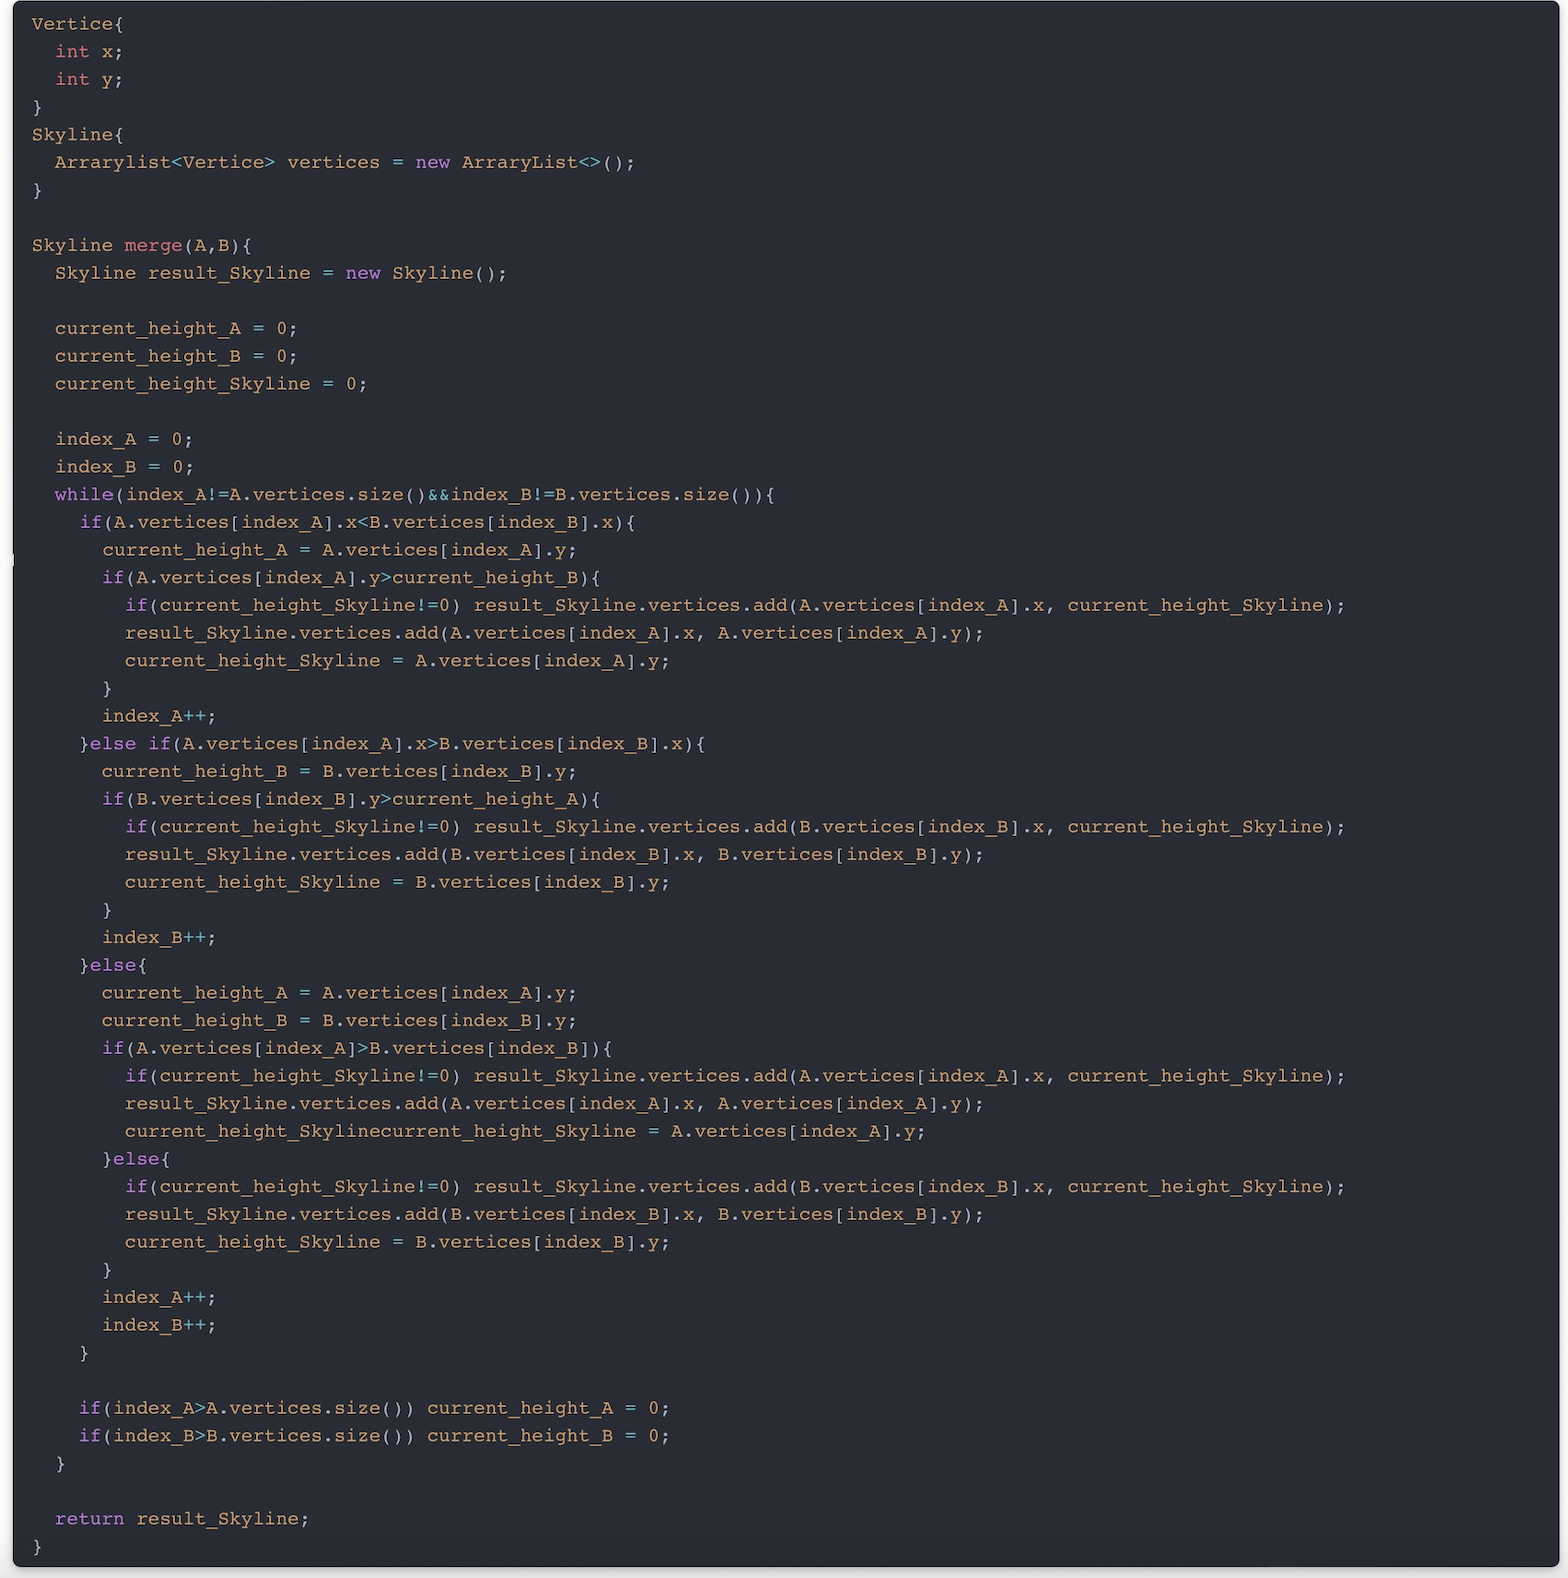 Vertice{
  int x;
  int y;
}
Skyline{
  Ararylist<Vertice> vertices = new ArraryList<>();
}

Skyline merge(A,B){
  Skyline result_Skyline = new Skyline();

  current_height_A = 0;
  current_height_B = 0;
  current_height_Skyline = 0;

  index_A = 0;
  index_B = 0;
  while(index_A!=A.vertices.size()&&index_B!=B.vertices.size()){
    if(A.vertices[index_A].x<B.vertices[index_B].x){
      current_height_A = A.vertices[index_A].y;
      if(A.vertices[index_A].y>current_height_B){
        if(current_height_Skyline!=0) result_Skyline.vertices.add(A.vertices[index_A].x, current_height_Skyline);
        result_Skyline.vertices.add(A.vertices[index_A].x, A.vertices[index_A].y);
        current_height_Skyline = A.vertices[index_A].y;
      }
      index_A++;
    }else if(A.vertices[index_A].x>B.vertices[index_B].x){
      current_height_B = B.vertices[index_B].y;
      if(B.vertices[index_B].y>current_height_A){
        if(current_height_Skyline!=0) result_Skyline.vertices.add(B.vertices[index_B].x, current_height_Skyline);
        result_Skyline.vertices.add(B.vertices[index_B].x, B.vertices[index_B].y);
        current_height_Skyline = B.vertices[index_B].y;
      }
      index_B++;
    }else{
      current_height_A = A.vertices[index_A].y;
      current_height_B = B.vertices[index_B].y;
      if(A.vertices[index_A]>B.vertices[index_B]){
        if(current_height_Skyline!=0) result_Skyline.vertices.add(A.vertices[index_A].x, current_height_Skyline);
        result_Skyline.vertices.add(A.vertices[index_A].x, A.vertices[index_A].y);
        current_height_Skylinecurrent_height_Skyline = A.vertices[index_A].y;
      }else{
        if(current_height_Skyline!=0) result_Skyline.vertices.add(B.vertices[index_B].x, current_height_Skyline);
        result_Skyline.vertices.add(B.vertices[index_B].x, B.vertices[index_B].y);
        current_height_Skyline = B.vertices[index_B].y;
      }
      index_A++;
      index_B++;
    }

    if(index_A>A.vertices.size()) current_height_A = 0;
    if(index_B>B.vertices.size()) current_height_B = 0;
  }

  return result_Skyline;
}